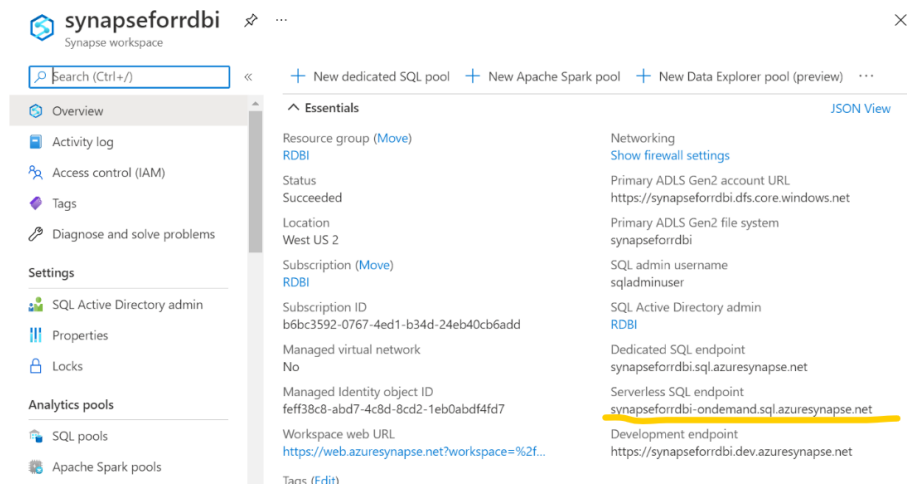 synapseforrdbi
Synapse workspace
Search (Ctrl+/)
Overview
Activity log
Access control (IAM)
Tags
Diagnose and solve problems
Settings
SQL Active Directory admin
Properties
Locks
Analytics pools
SQL pools
Apache Spark pools
New dedicated SQL pool New Apache Spark pool New Data Explorer pool (preview)
Essentials JSON View
Resource group (Move)
RDBI
Status
Succeeded
Location
West US 2
Subscription (Move)
RDBI
Subscription ID
b6bc3592-0767-4ed1-b34d-24eb40cb6add
Managed virtual network
No
Managed Identity object ID
feff38c8-abd7-4c8d-8cd2-1eb0abdf4fd7
Workspace web URL
https://web.azuresynapse.net?workspace=%2f...
Tags (Edit)
Networking
Show firewall settings
Primary ADLS Gen2 account URL
https://synapseforrdbi.dfs.core.windows.net
Primary ADLS Gen2 file system
synapseforrdbi
SQL admin username
sqladminuser
SQL Active Directory admin
RDBI
Dedicated SQL endpoint
synapseforrdbi.sql.azuresynapse.net
Serverless SQL endpoint
synapseforrdbi-ondemand.sql.azuresynapse.net
Development endpoint
https://synapseforrdbi.dev.azuresynapse.net